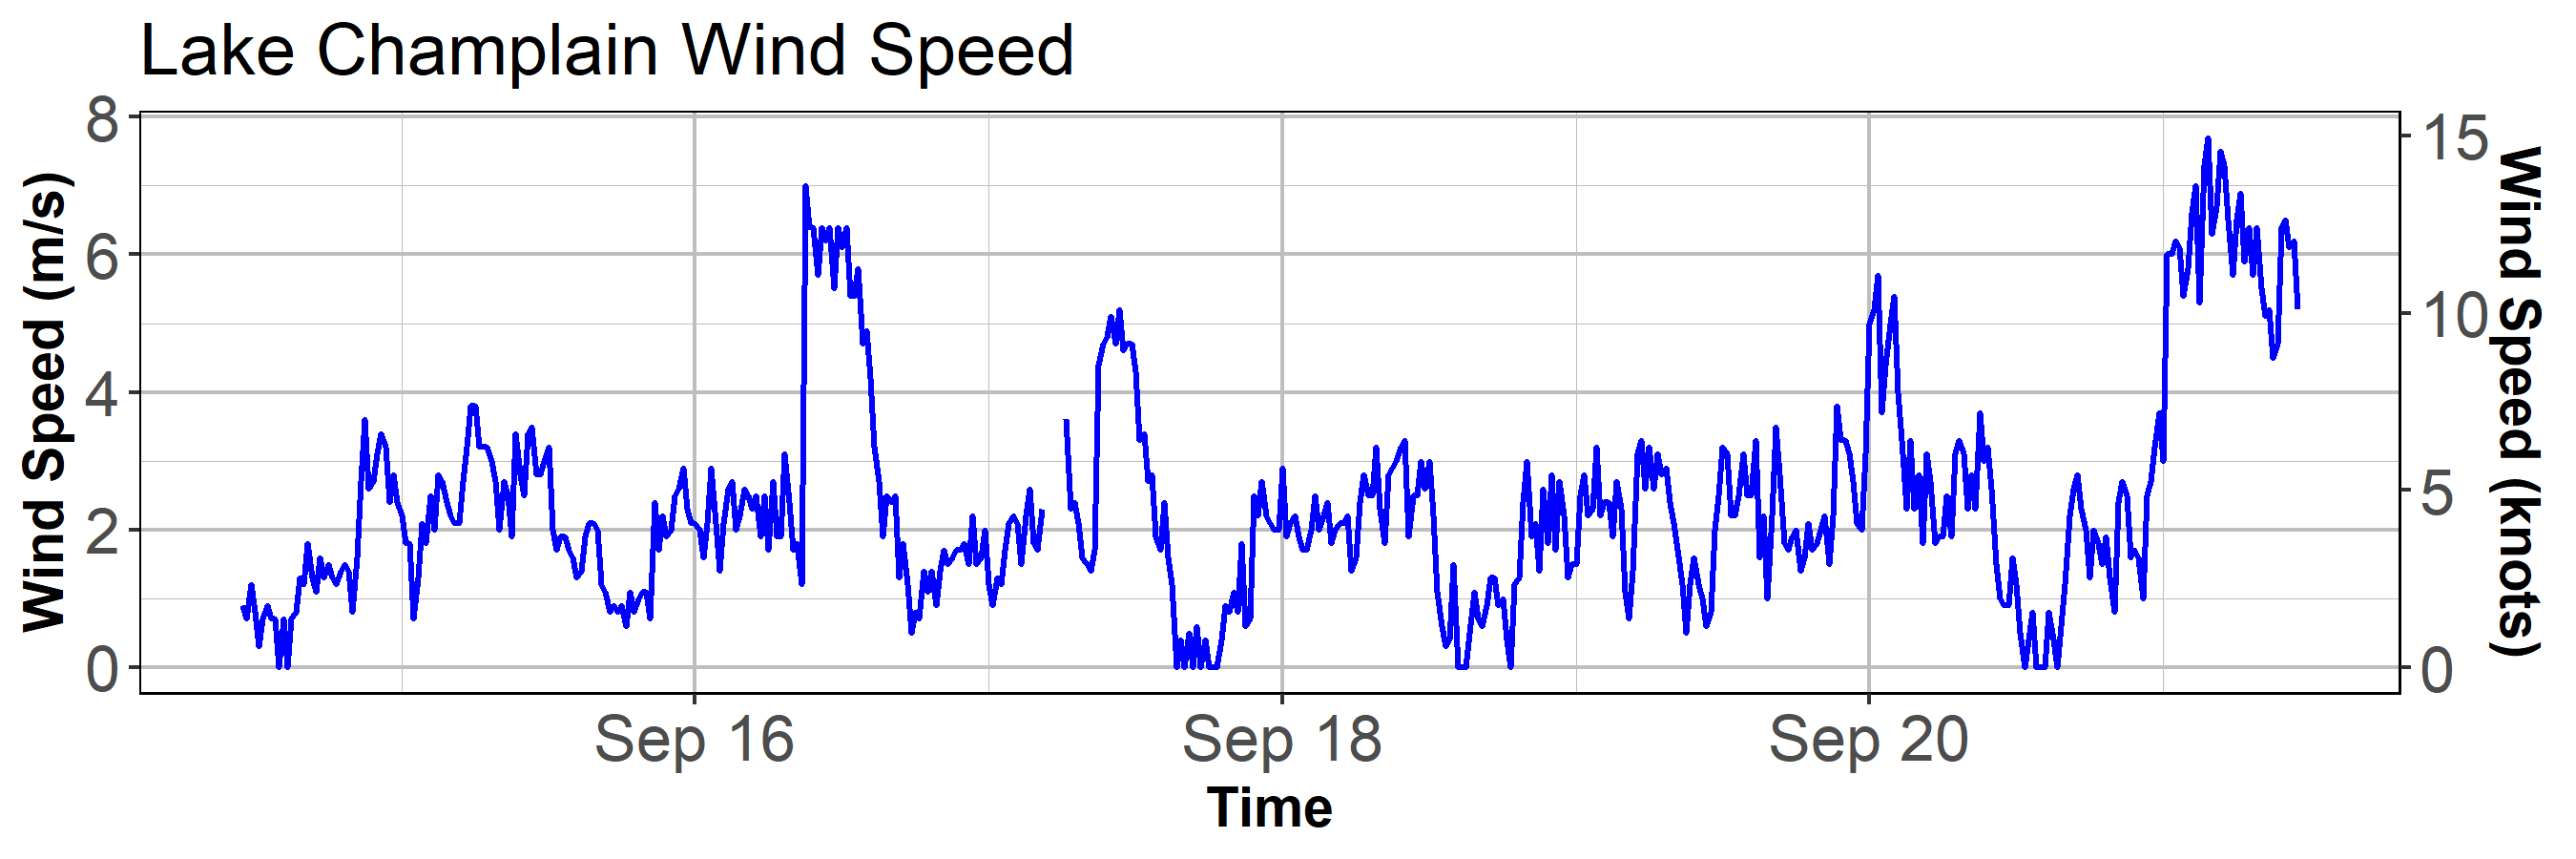 Lake Champlain Wind Speed
Wind Speed (m/s)
8
6
4
2
0
15
10
5
0
Wind Speed (knots)
Sep 16
Sep 18
Sep 20
Time